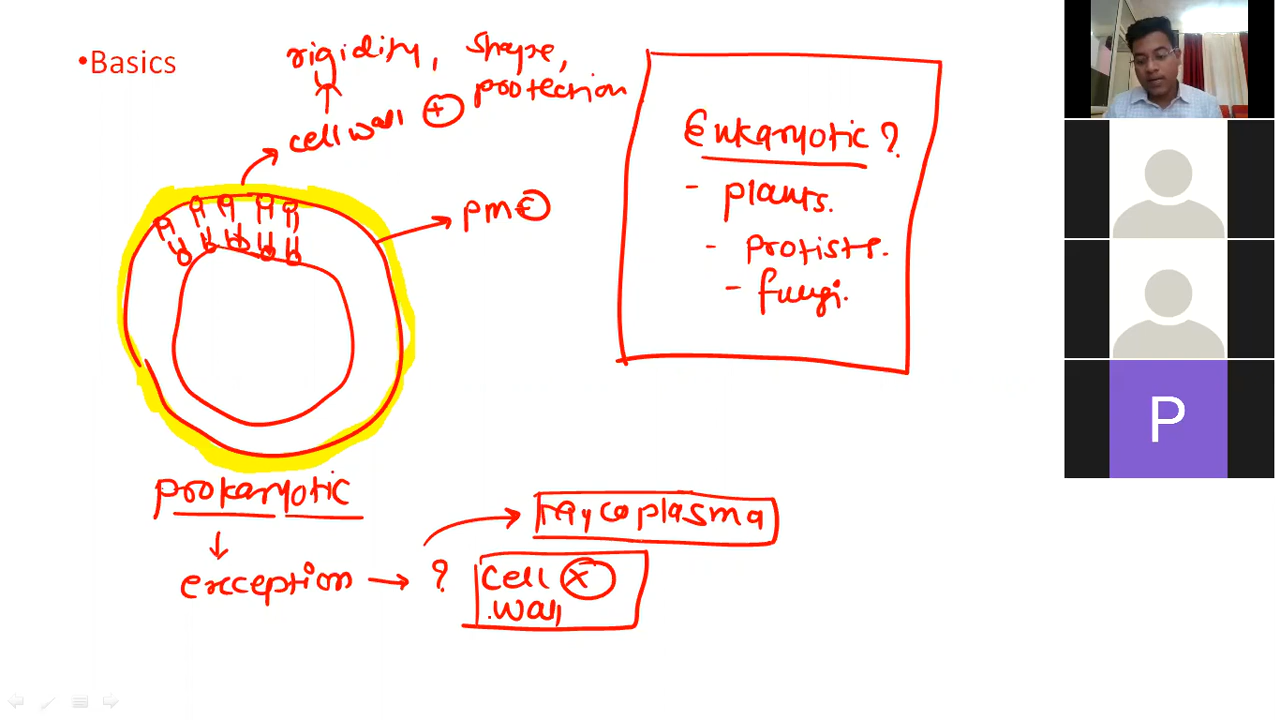 •Basics
rigidity, shape,
protection
cell wall +
pm
Eukaryotic?
- plants.
- protists.
- fungi.
prokaryotic
exception → ?
mycoplasma
cell x
wall
P